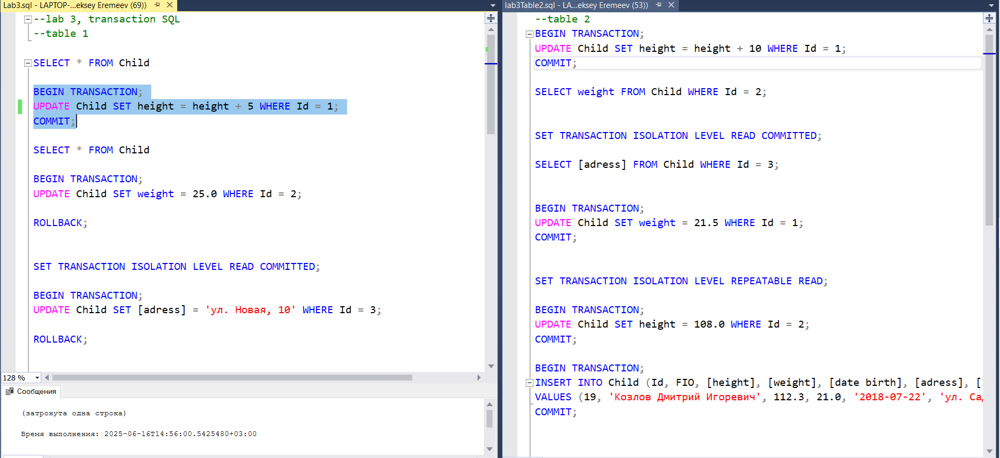 Lab3.sql - LAPTOP-...eksey Eremeev (69))
--lab 3, transaction SQL
--table 1
SELECT * FROM Child
BEGIN TRANSACTION;
UPDATE Child SET height = height + 5 WHERE Id = 1;
COMMIT;
SELECT * FROM Child
BEGIN TRANSACTION;
UPDATE Child SET weight = 25.0 WHERE Id = 2;
ROLLBACK;
SET TRANSACTION ISOLATION LEVEL READ COMMITTED;
BEGIN TRANSACTION;
UPDATE Child SET [adress] = 'ул. Новая, 10' WHERE Id = 3;
ROLLBACK;
128 %
Сообщения
(затронута одна строка)
Время выполнения: 2025-06-16T14:56:00.5425480+03:00
lab3Table2.sql - LA...eksey Eremeev (53))
--table 2
BEGIN TRANSACTION;
UPDATE Child SET height = height + 10 WHERE Id = 1;
COMMIT;
SELECT weight FROM Child WHERE Id = 2;
SET TRANSACTION ISOLATION LEVEL READ COMMITTED;
SELECT [adress] FROM Child WHERE Id = 3;
BEGIN TRANSACTION;
UPDATE Child SET weight = 21.5 WHERE Id = 1;
COMMIT;
SET TRANSACTION ISOLATION LEVEL REPEATABLE READ;
BEGIN TRANSACTION;
UPDATE Child SET height = 108.0 WHERE Id = 2;
COMMIT;
BEGIN TRANSACTION;
INSERT INTO Child (Id, FIO, [height], [weight], [date birth], [adress], [
VALUES (19, 'Козлов Дмитрий Игоревич', 112.3, 21.0, '2018-07-22', 'ул.
COMMIT;